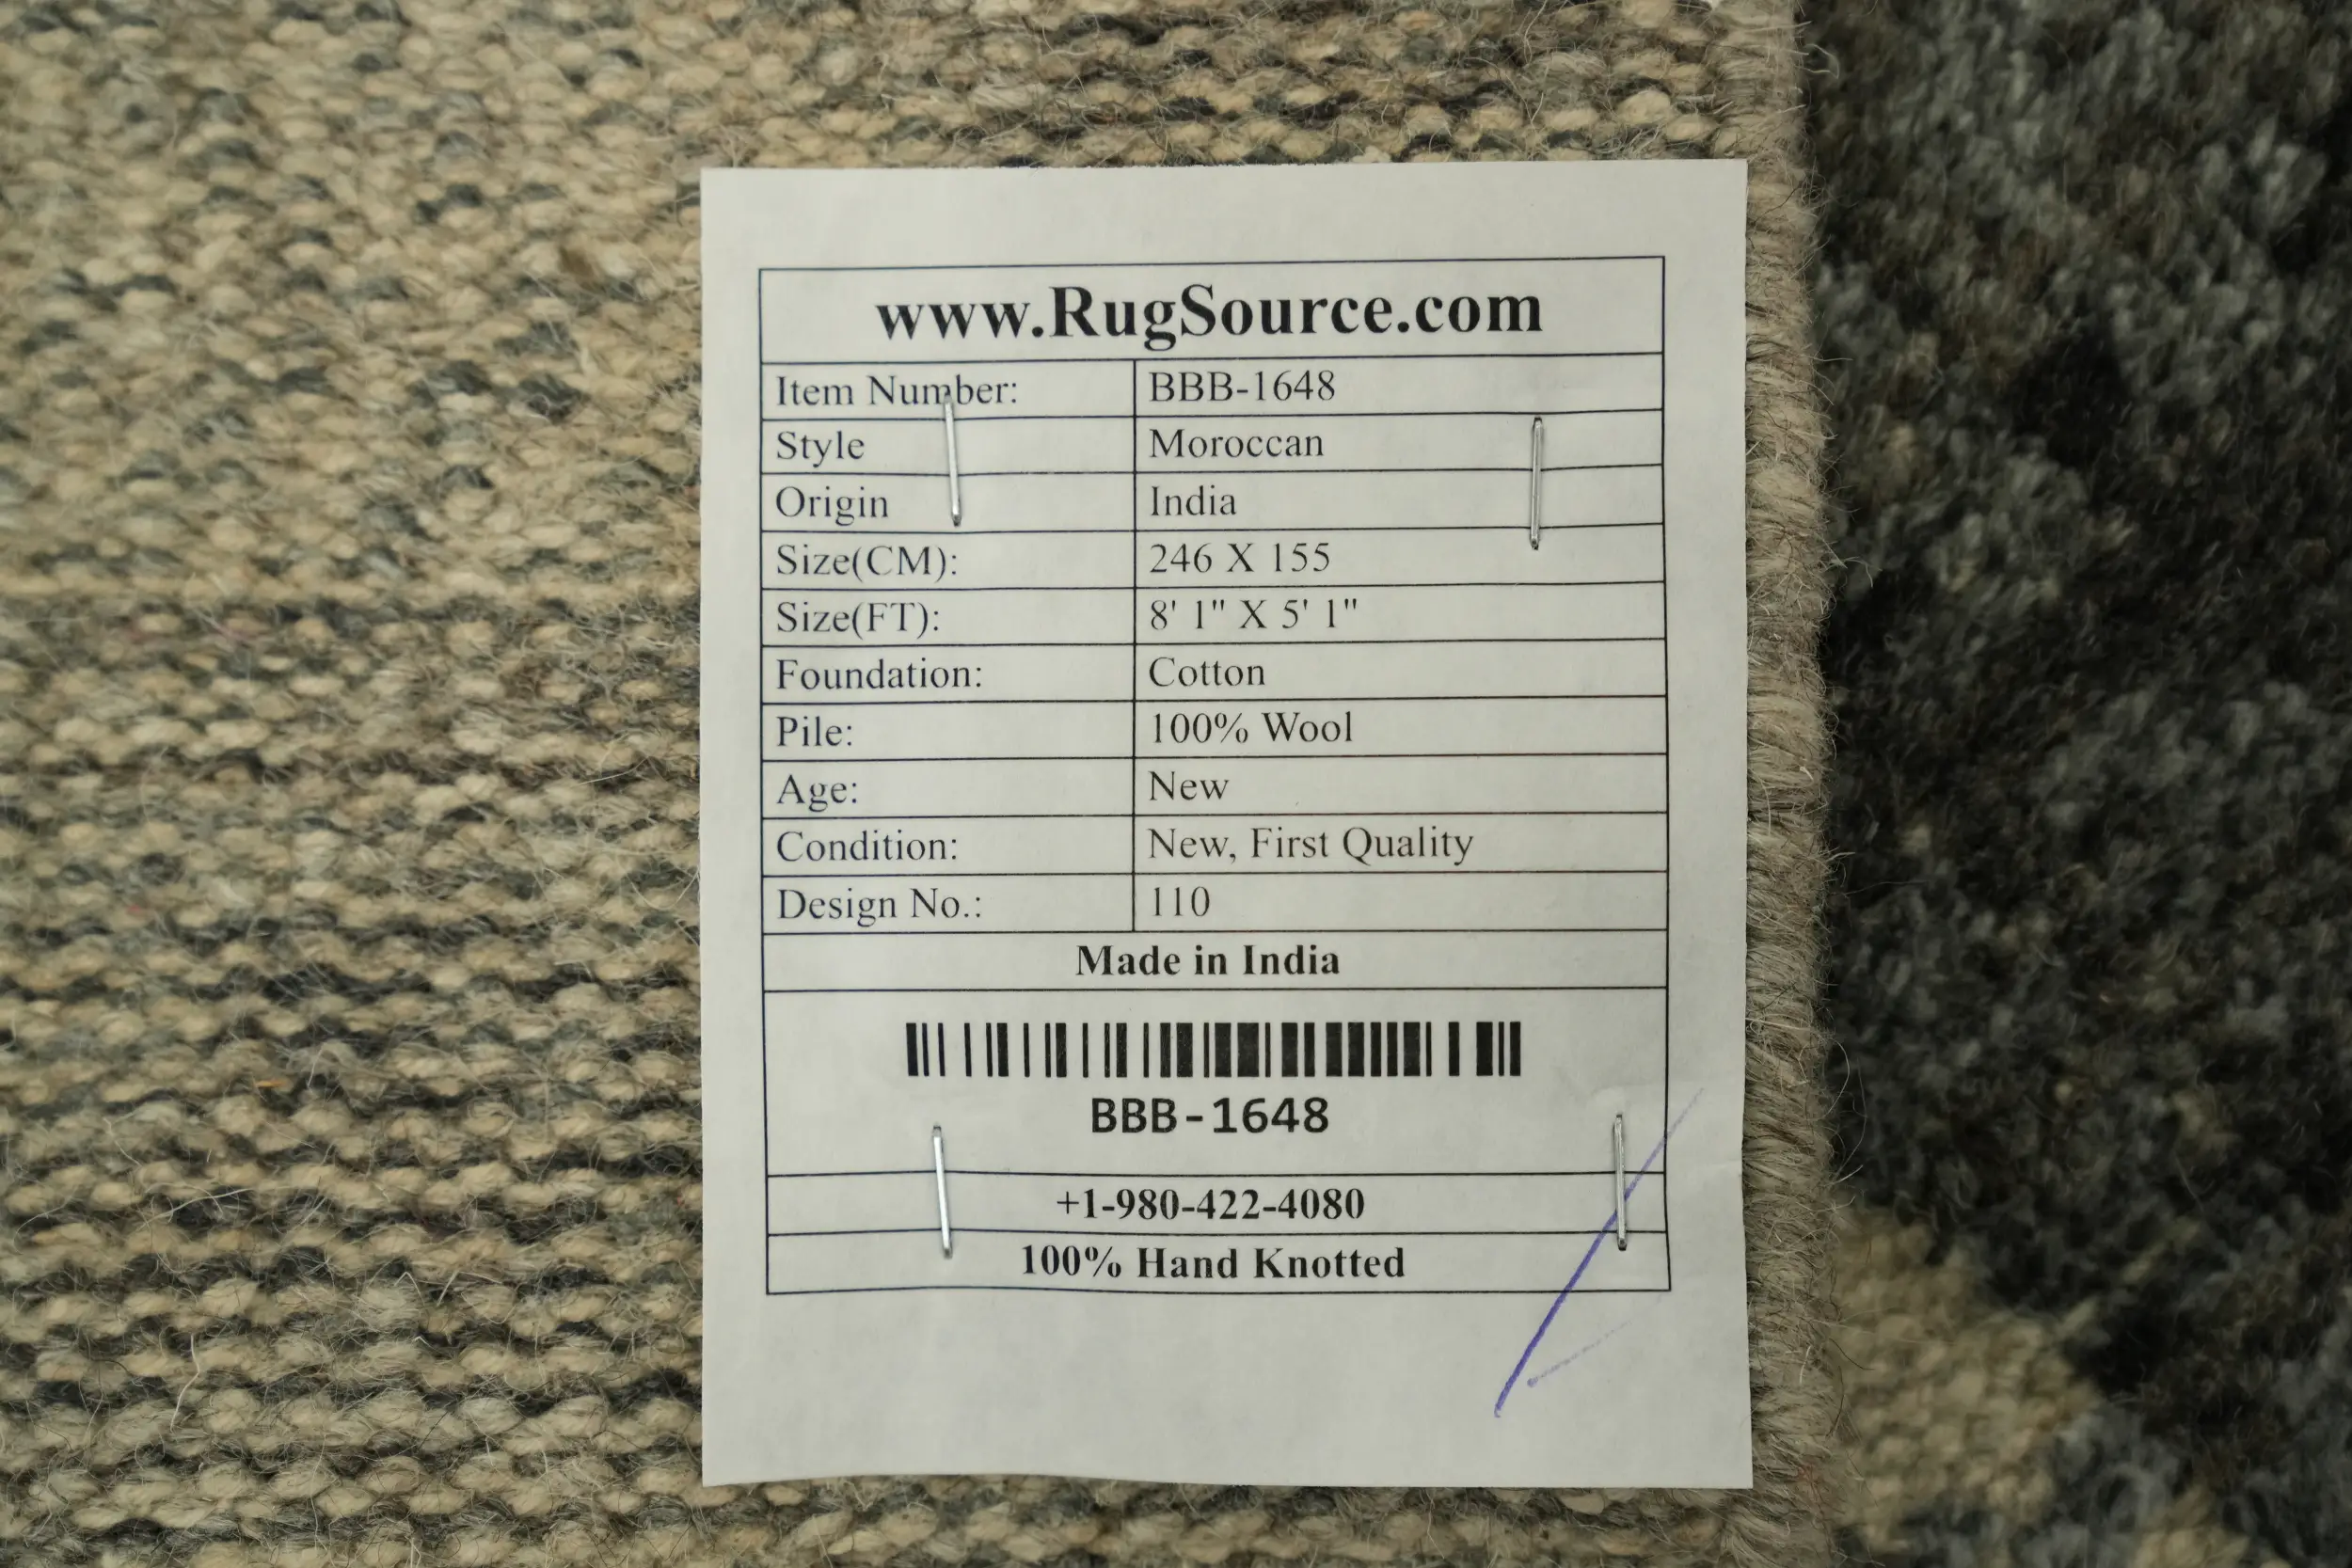 www.RugSource.com
Item Number: BBB-1648
Style Moroccan
Origin India
Size(CM): 246 X 155
Size(FT): 8' 1" X 5' 1"
Foundation: Cotton
Pile: 100% Wool
Age: New
Condition: New, First Quality
Design No.: 110
Made in India
BBB-1648
+1-980-422-4080
100% Hand Knotted